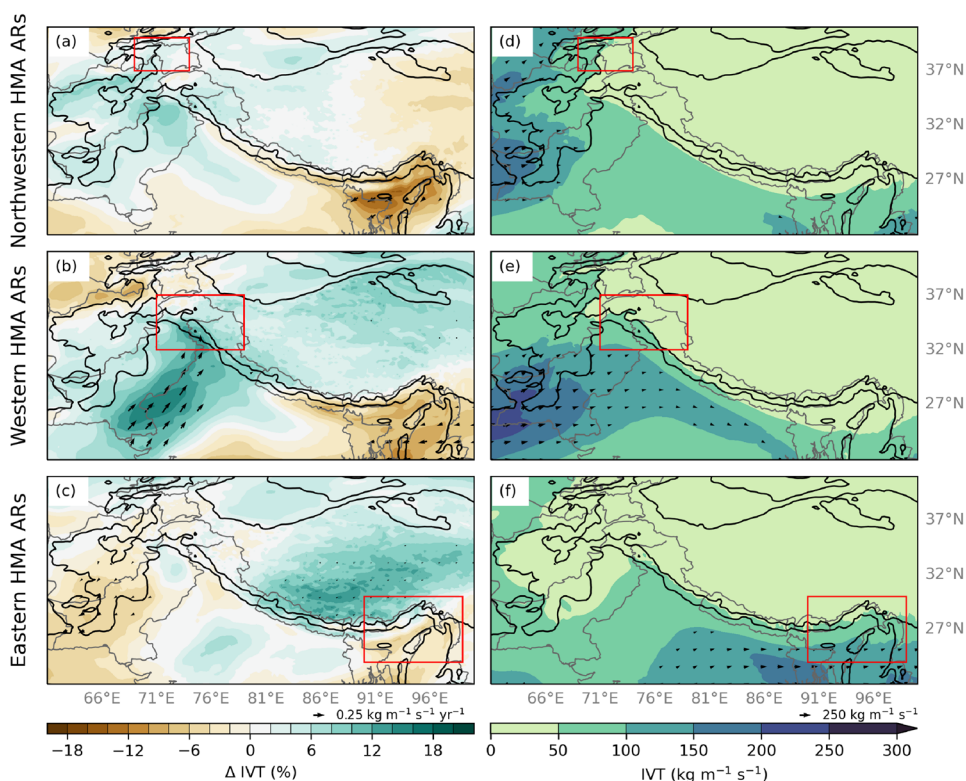 Northwestern HMA ARs
(a)
(d)
37°N
32°N
27°N
Western HMA ARs
(b)
(e)
37°N
32°N
27°N
Eastern HMA ARs
(c)
(f)
37°N
32°N
27°N
66°E 71°E 76°E 81°E 86°E 91°E 96°E
66°E 71°E 76°E 81°E 86°E 91°E 96°E
0.25 kg m⁻¹ s⁻¹ yr⁻¹
250 kg m⁻¹ s⁻¹
−18 −12 −6 0 6 12 18
0 50 100 150 200 250 300
Δ IVT (%)
IVT (kg m⁻¹ s⁻¹)